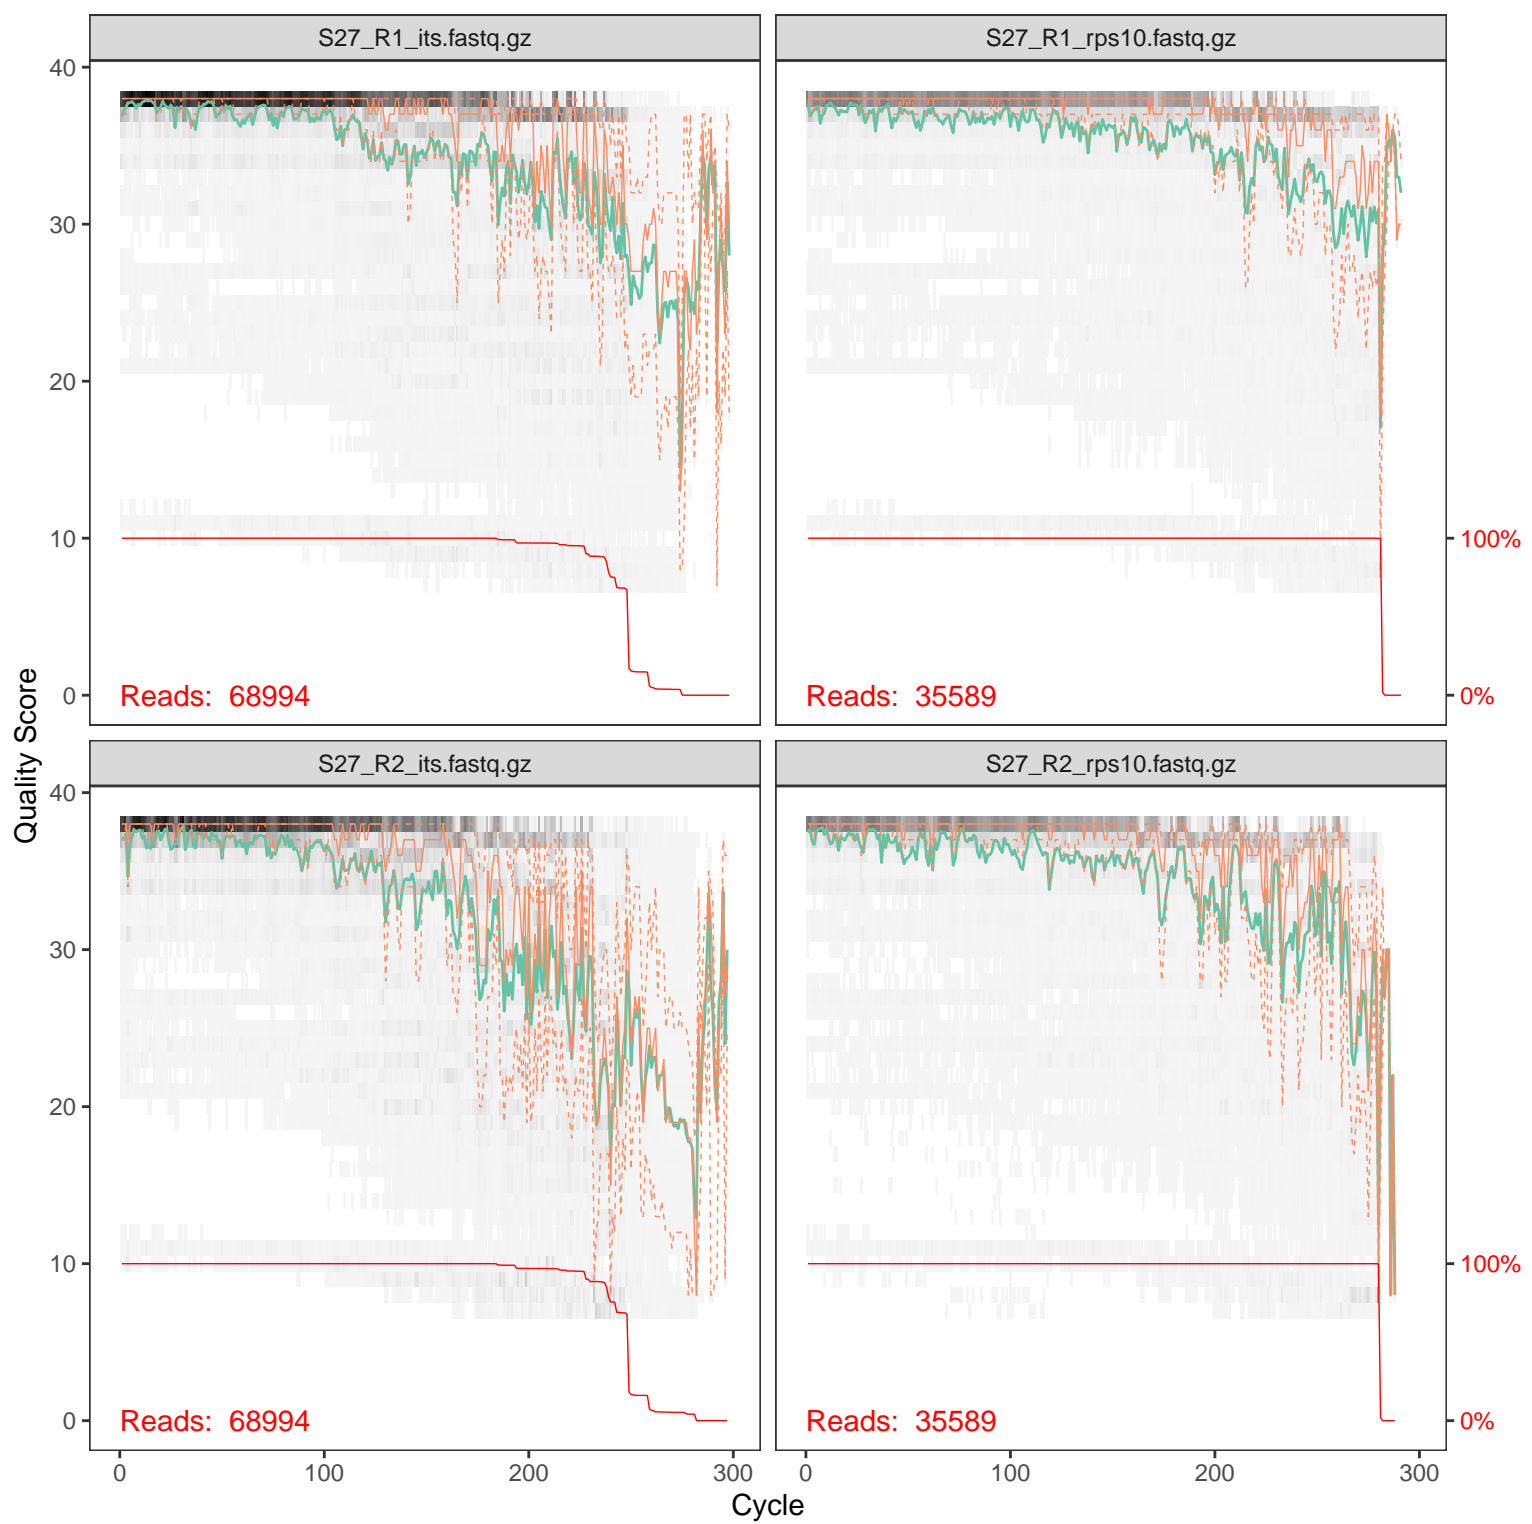 S27_R1_its.fastq.gz
S27_R1_rps10.fastq.gz
40
30
20
10
0
100%
0%
Reads: 68994
Reads: 35589
Quality Score
S27_R2_its.fastq.gz
S27_R2_rps10.fastq.gz
40
30
20
10
0
100%
0%
Reads: 68994
Reads: 35589
0 100 200 300
0 100 200 300
Cycle